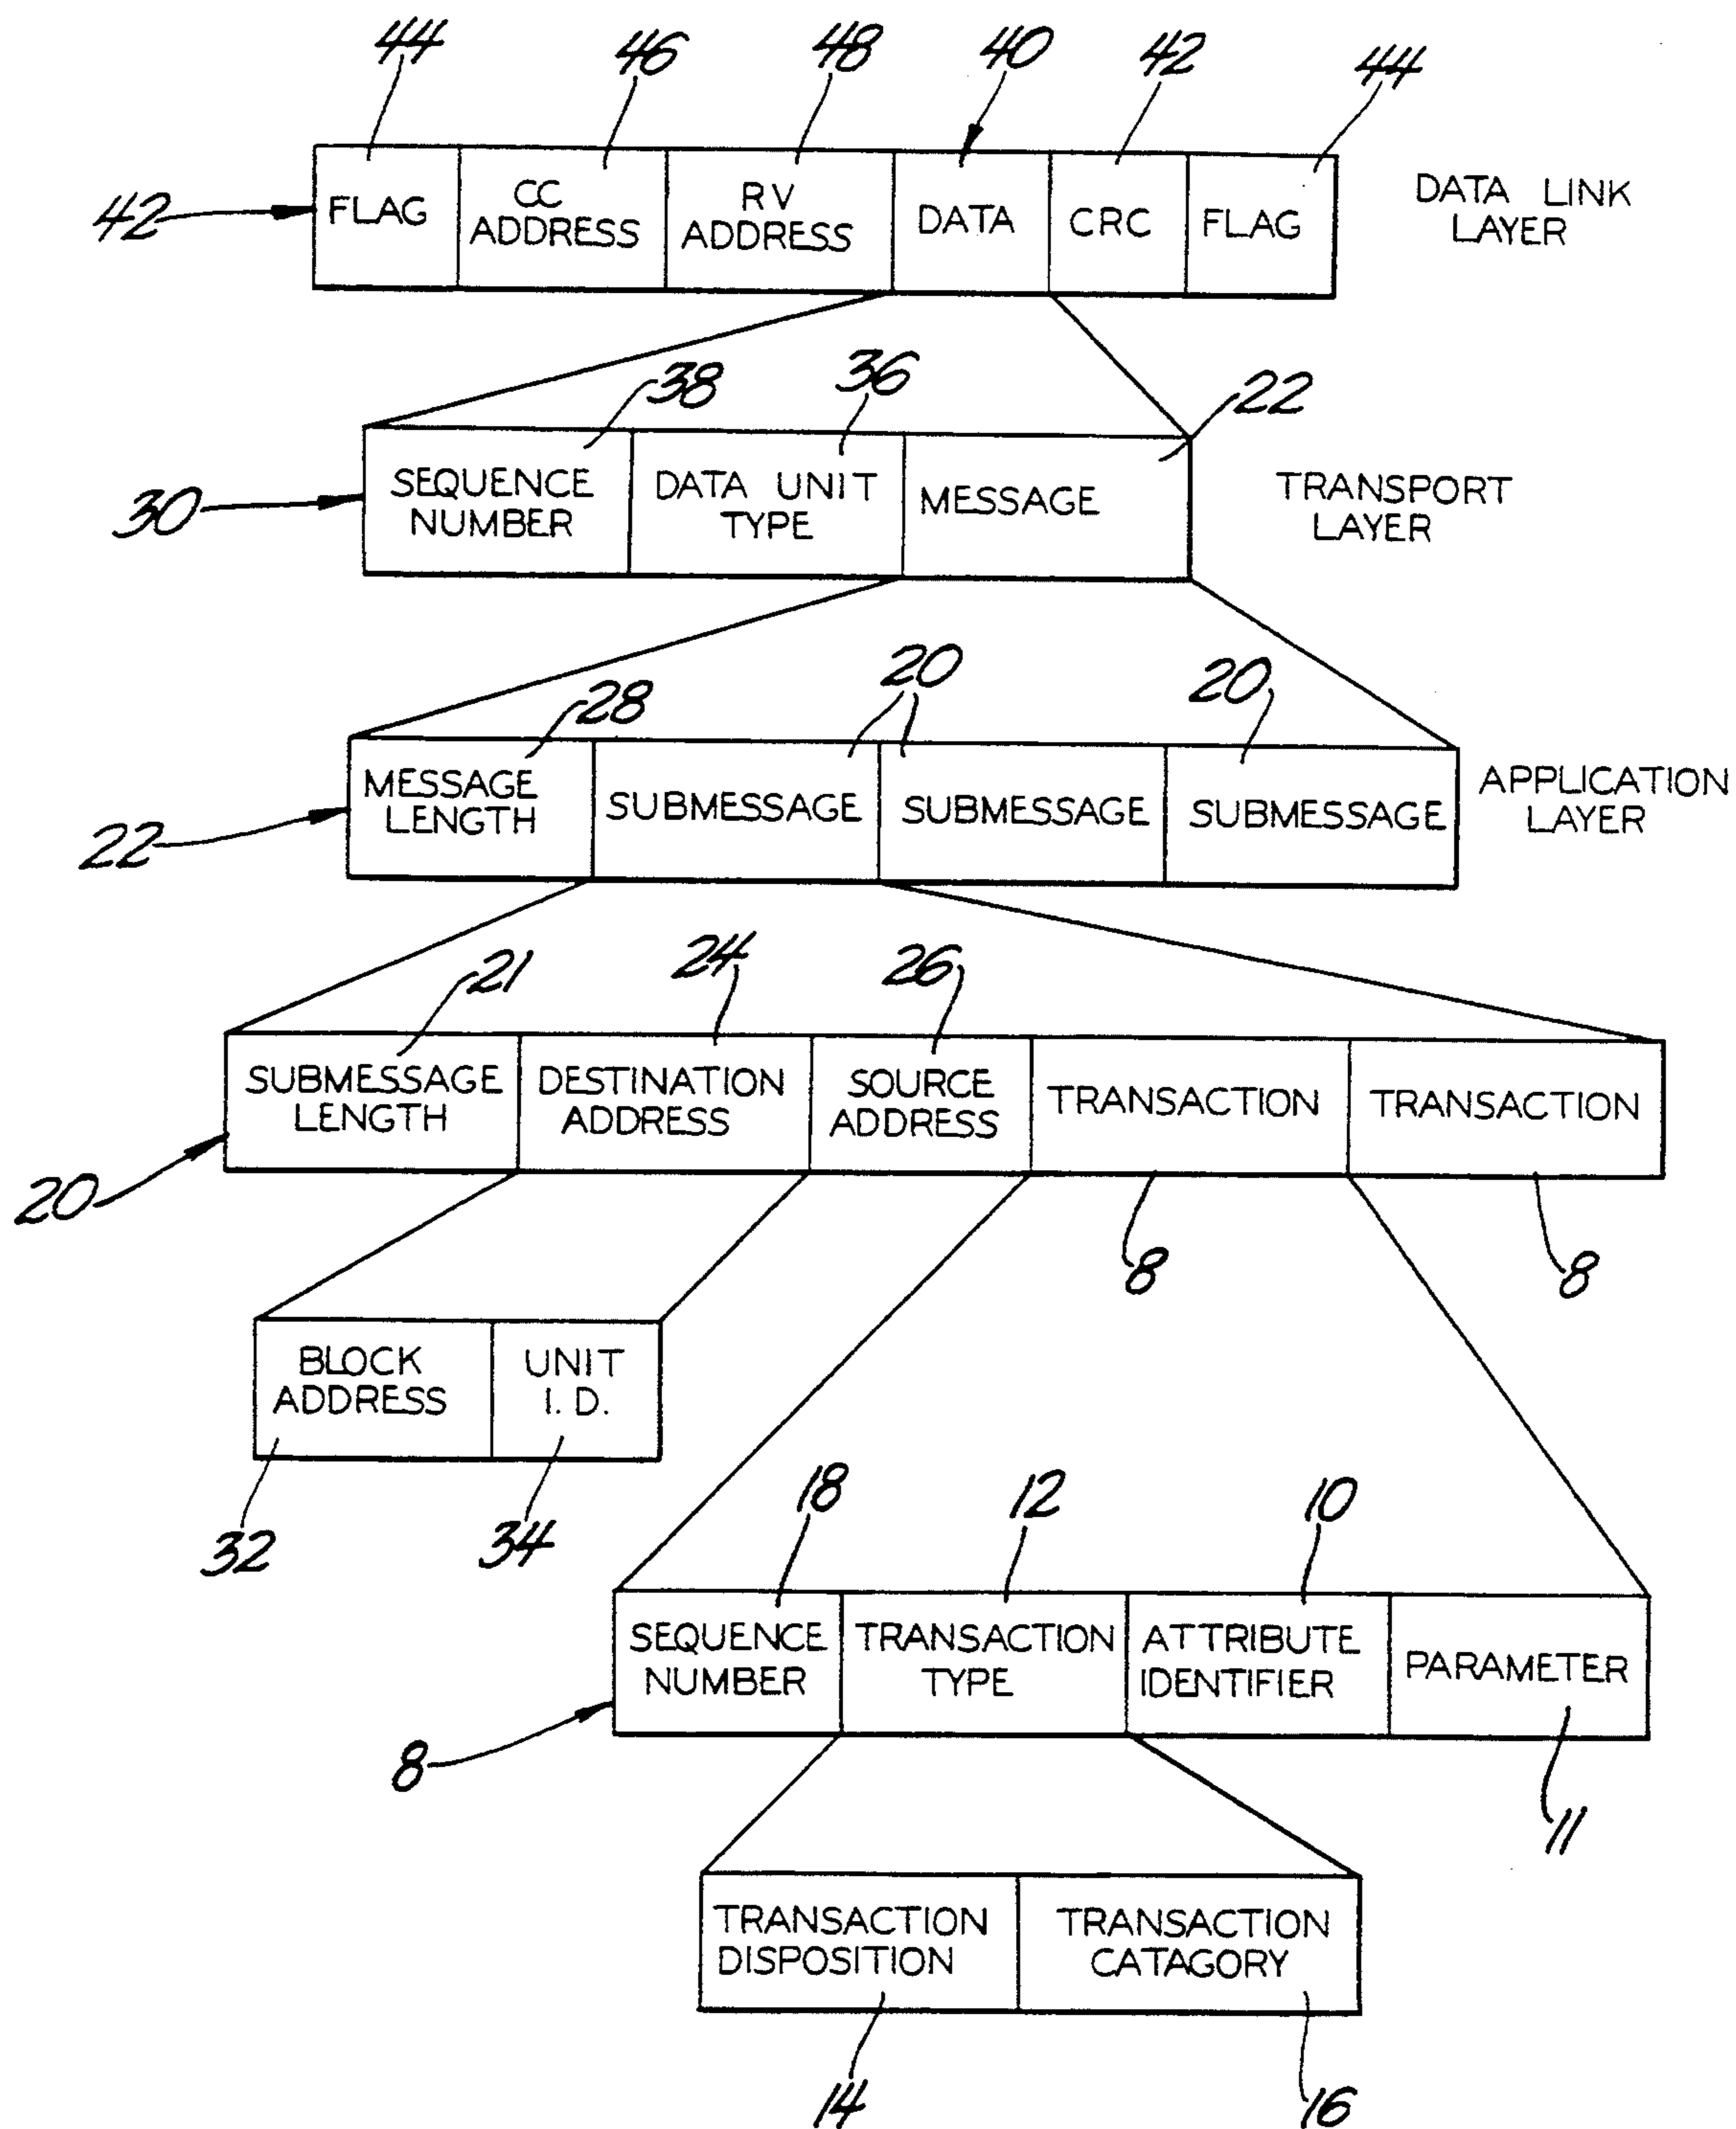 44 46 48 40 42 44
42 FLAG CC ADDRESS RV ADDRESS DATA CRC FLAG DATA LINK LAYER
38 36 22
30 SEQUENCE NUMBER DATA UNIT TYPE MESSAGE TRANSPORT LAYER
28 20 20
22 MESSAGE LENGTH SUBMESSAGE SUBMESSAGE SUBMESSAGE APPLICATION LAYER
21 24 26
20 SUBMESSAGE LENGTH DESTINATION ADDRESS SOURCE ADDRESS TRANSACTION TRANSACTION
8 8
BLOCK ADDRESS UNIT I. D.
32 34
18 12 10
8 SEQUENCE NUMBER TRANSACTION TYPE ATTRIBUTE IDENTIFIER PARAMETER
11
TRANSACTION DISPOSITION TRANSACTION CATAGORY
14 16